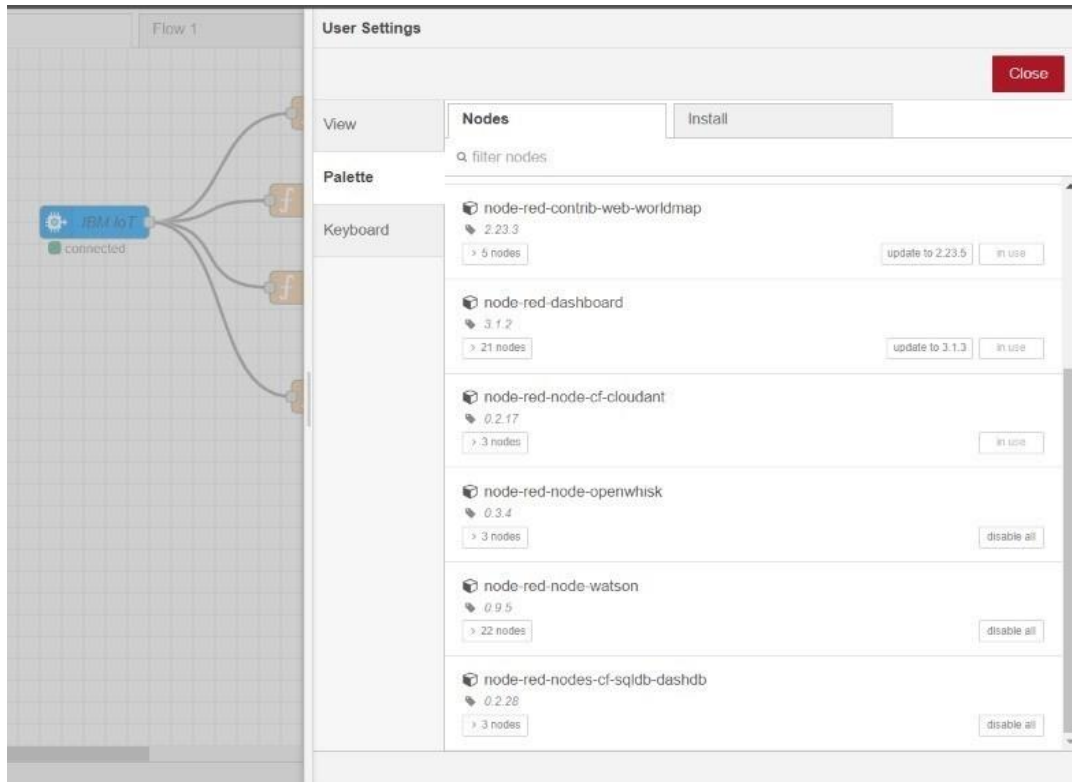 Flow 1
User Settings
Close
View
Palette
Keyboard
Nodes
Install
filter nodes
node-red-contrib-web-worldmap
2.23.3
> 5 nodes
update to 2.23.5
in use
node-red-dashboard
3.1.2
> 21 nodes
update to 3.1.3
in use
node-red-node-cf-cloudant
0.2.17
> 3 nodes
in use
node-red-node-openwhisk
0.3.4
> 3 nodes
disable all
node-red-node-watson
0.9.5
> 22 nodes
disable all
node-red-nodes-cf-sqldb-dashdb
0.2.28
> 3 nodes
disable all
IBM IoT
connected